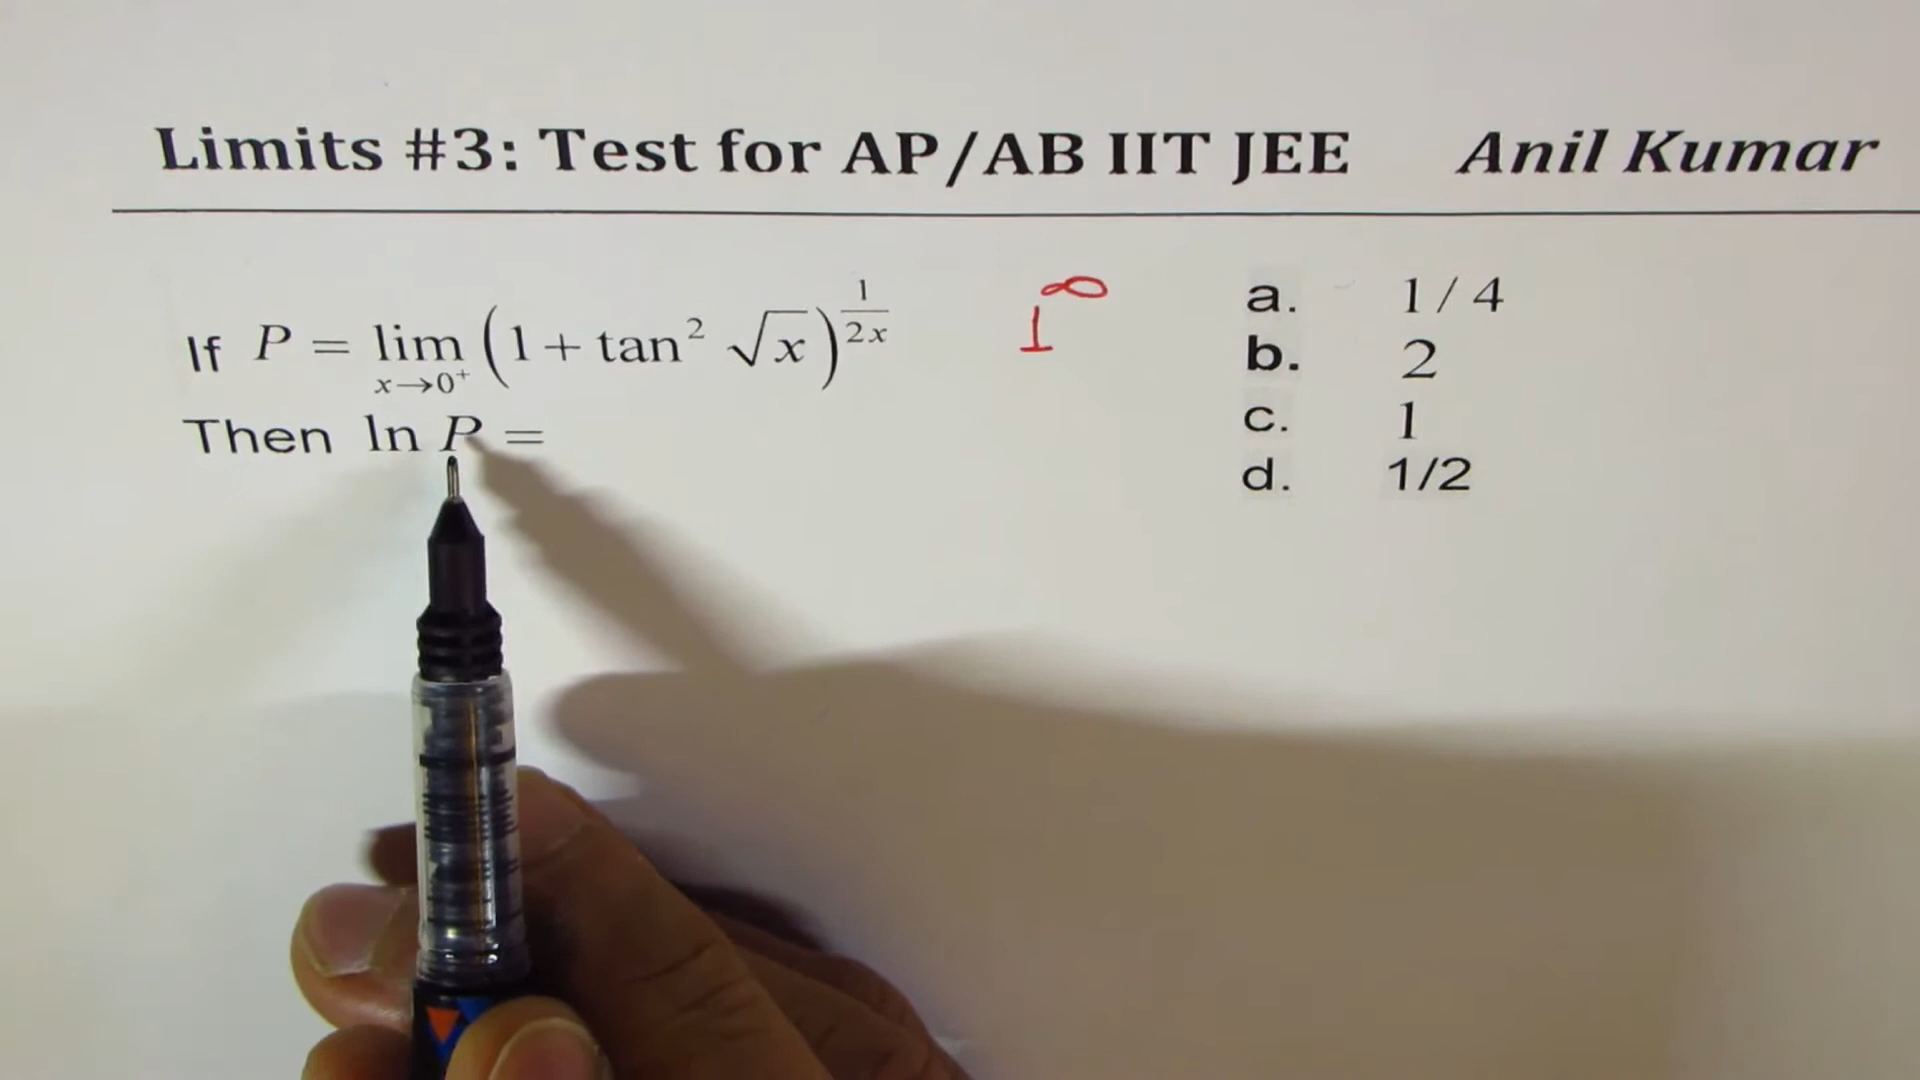 Limits #3: Test for AP/AB IIT JEE Anil Kumar
If P = lim x→0⁺ (1 + tan² √x)^(1/2x) 1^∞
Then ln P =
a. 1/4
b. 2
c. 1
d. 1/2